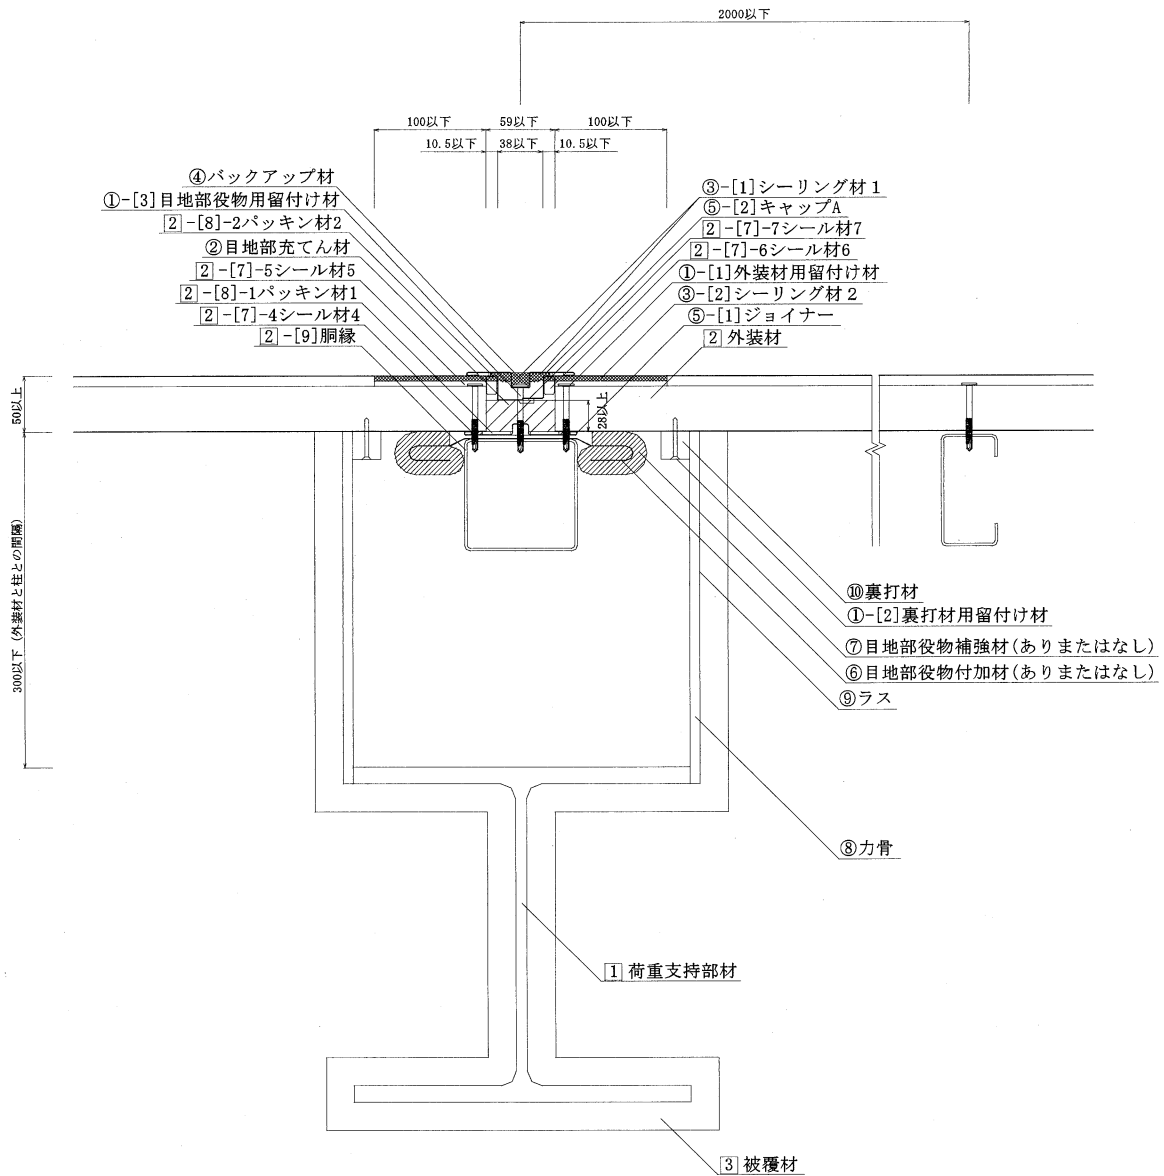 2000以下
100以下 59以下 100以下
10.5以下 38以下 10.5以下
④バックアップ材
①-[3]目地部役物用留付け材
2-[8]-2パッキン材2
②目地部充てん材
2-[7]-5シール材5
2-[8]-1パッキン材1
2-[7]-4シール材4
2-[9]胴縁
③-[1]シーリング材1
⑤-[2]キャップA
2-[7]-7シール材7
2-[7]-6シール材6
①-[1]外装材用留付け材
③-[2]シーリング材2
⑤-[1]ジョイナー
2 外装材
50以上
28以上
300以下(外装材と柱との間隔)
⑩裏打材
①-[2]裏打材用留付け材
⑦目地部役物補強材(ありまたはなし)
⑥目地部役物付加材(ありまたはなし)
⑨ラス
⑧力骨
1 荷重支持部材
3 被覆材